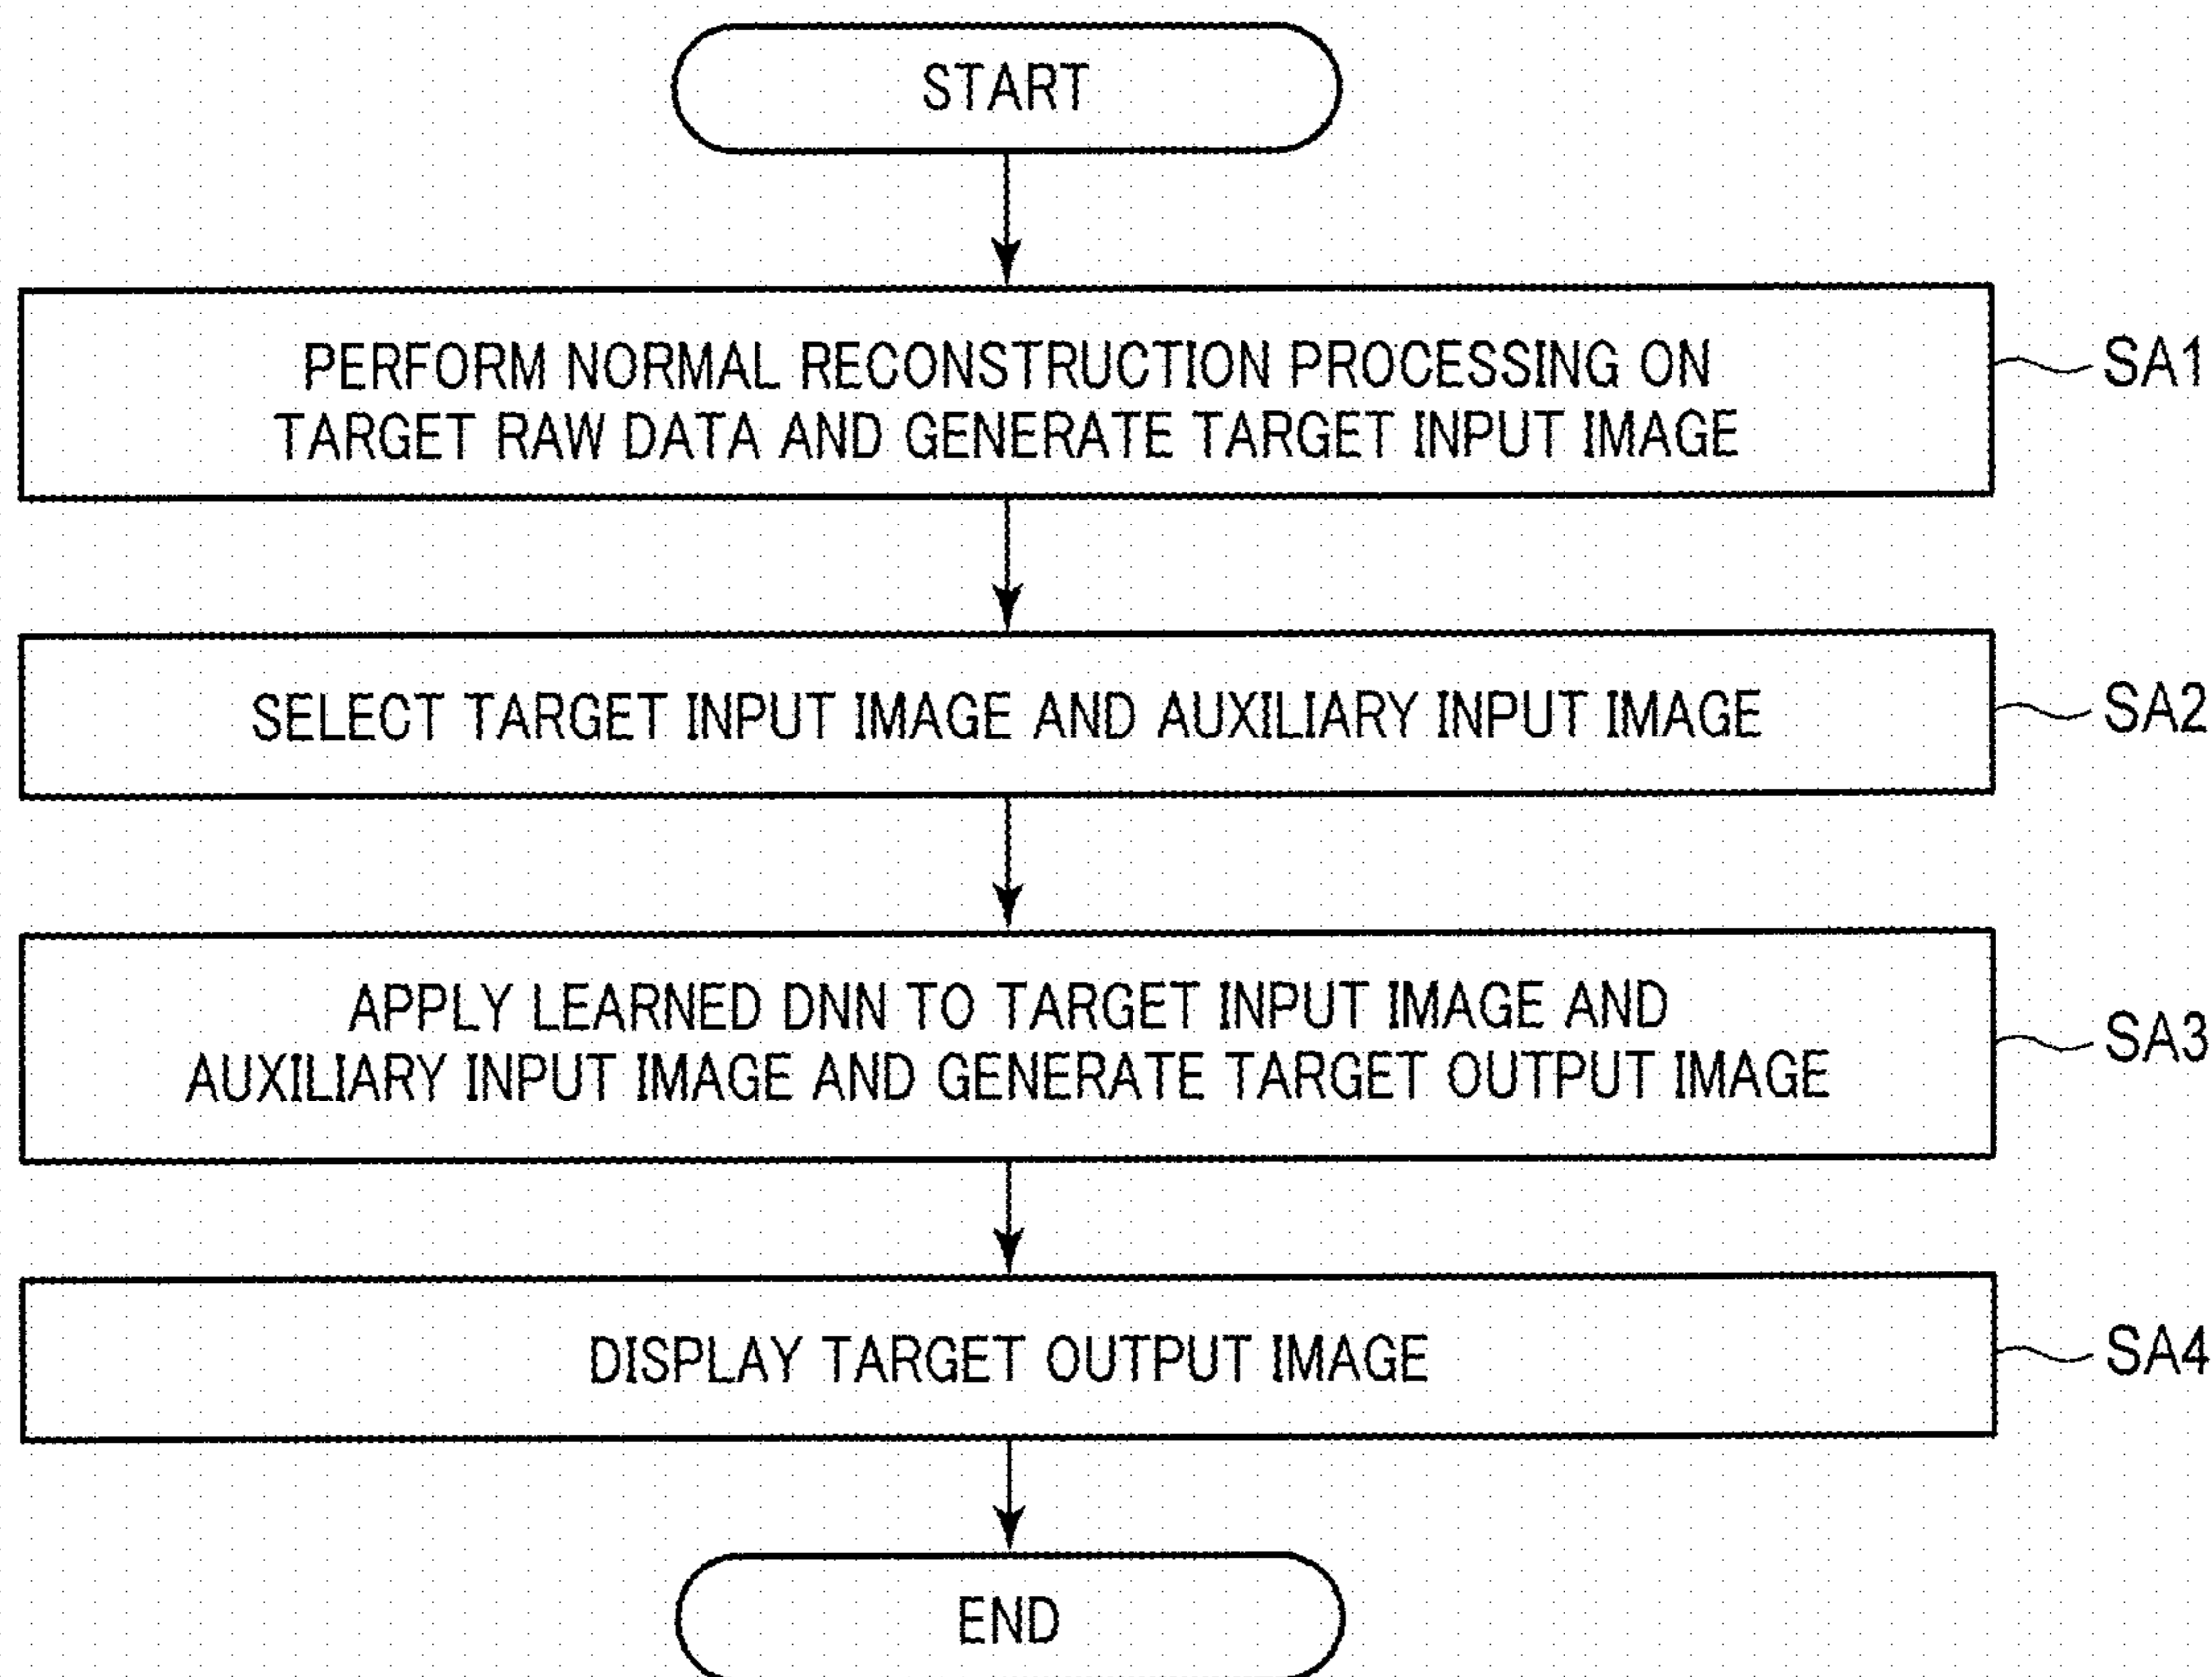 START
PERFORM NORMAL RECONSTRUCTION PROCESSING ON
TARGET RAW DATA AND GENERATE TARGET INPUT IMAGE
SA1
SELECT TARGET INPUT IMAGE AND AUXILIARY INPUT IMAGE
SA2
APPLY LEARNED DNN TO TARGET INPUT IMAGE AND
AUXILIARY INPUT IMAGE AND GENERATE TARGET OUTPUT IMAGE
SA3
DISPLAY TARGET OUTPUT IMAGE
SA4
END